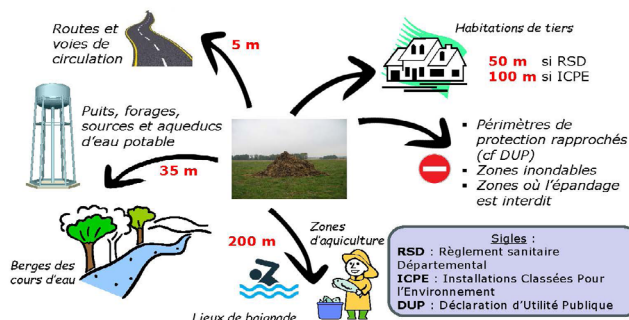 Routes et
voies de
circulation
5 m
Habitations de tiers
50 m si RSD
100 m si ICPE
Puits, forages,
sources et aqueducs
d'eau potable
35 m
Périmètres de
protection rapprochés
(cf DUP)
Zones inondables
Zones où l'épandage
est interdit
Berges des
cours d'eau
200 m
Zones
d'aquiculture
Lieux de baignade
Sigles :
RSD : Règlement sanitaire
Départemental
ICPE : Installations Classées Pour
l'Environnement
DUP : Déclaration d'Utilité Publique